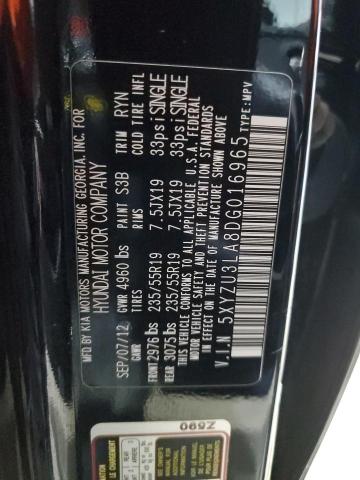 MFG BY KIA MOTORS MANUFACTURING GEORGIA, INC. FOR
HYUNDAI MOTOR COMPANY
SEP/07/12 GVWR 4960 lbs PAINT S3B TRIM RYN
TIRES COLD TIRE INFL
FRONT 2976 lbs 235/55R19 7.5JX19 33psi SINGLE
REAR 3075 lbs 235/55R19 7.5JX19 33psi SINGLE
THIS VEHICLE CONFORMS TO ALL APPLICABLE U.S.A. FEDERAL
MOTOR VEHICLE SAFETY AND THEFT PREVENTION STANDARDS
IN EFFECT ON THE DATE OF MANUFACTURE SHOWN ABOVE
V.I.N 5XYZU3LA8DG016965 TYPE:MPV
Z590